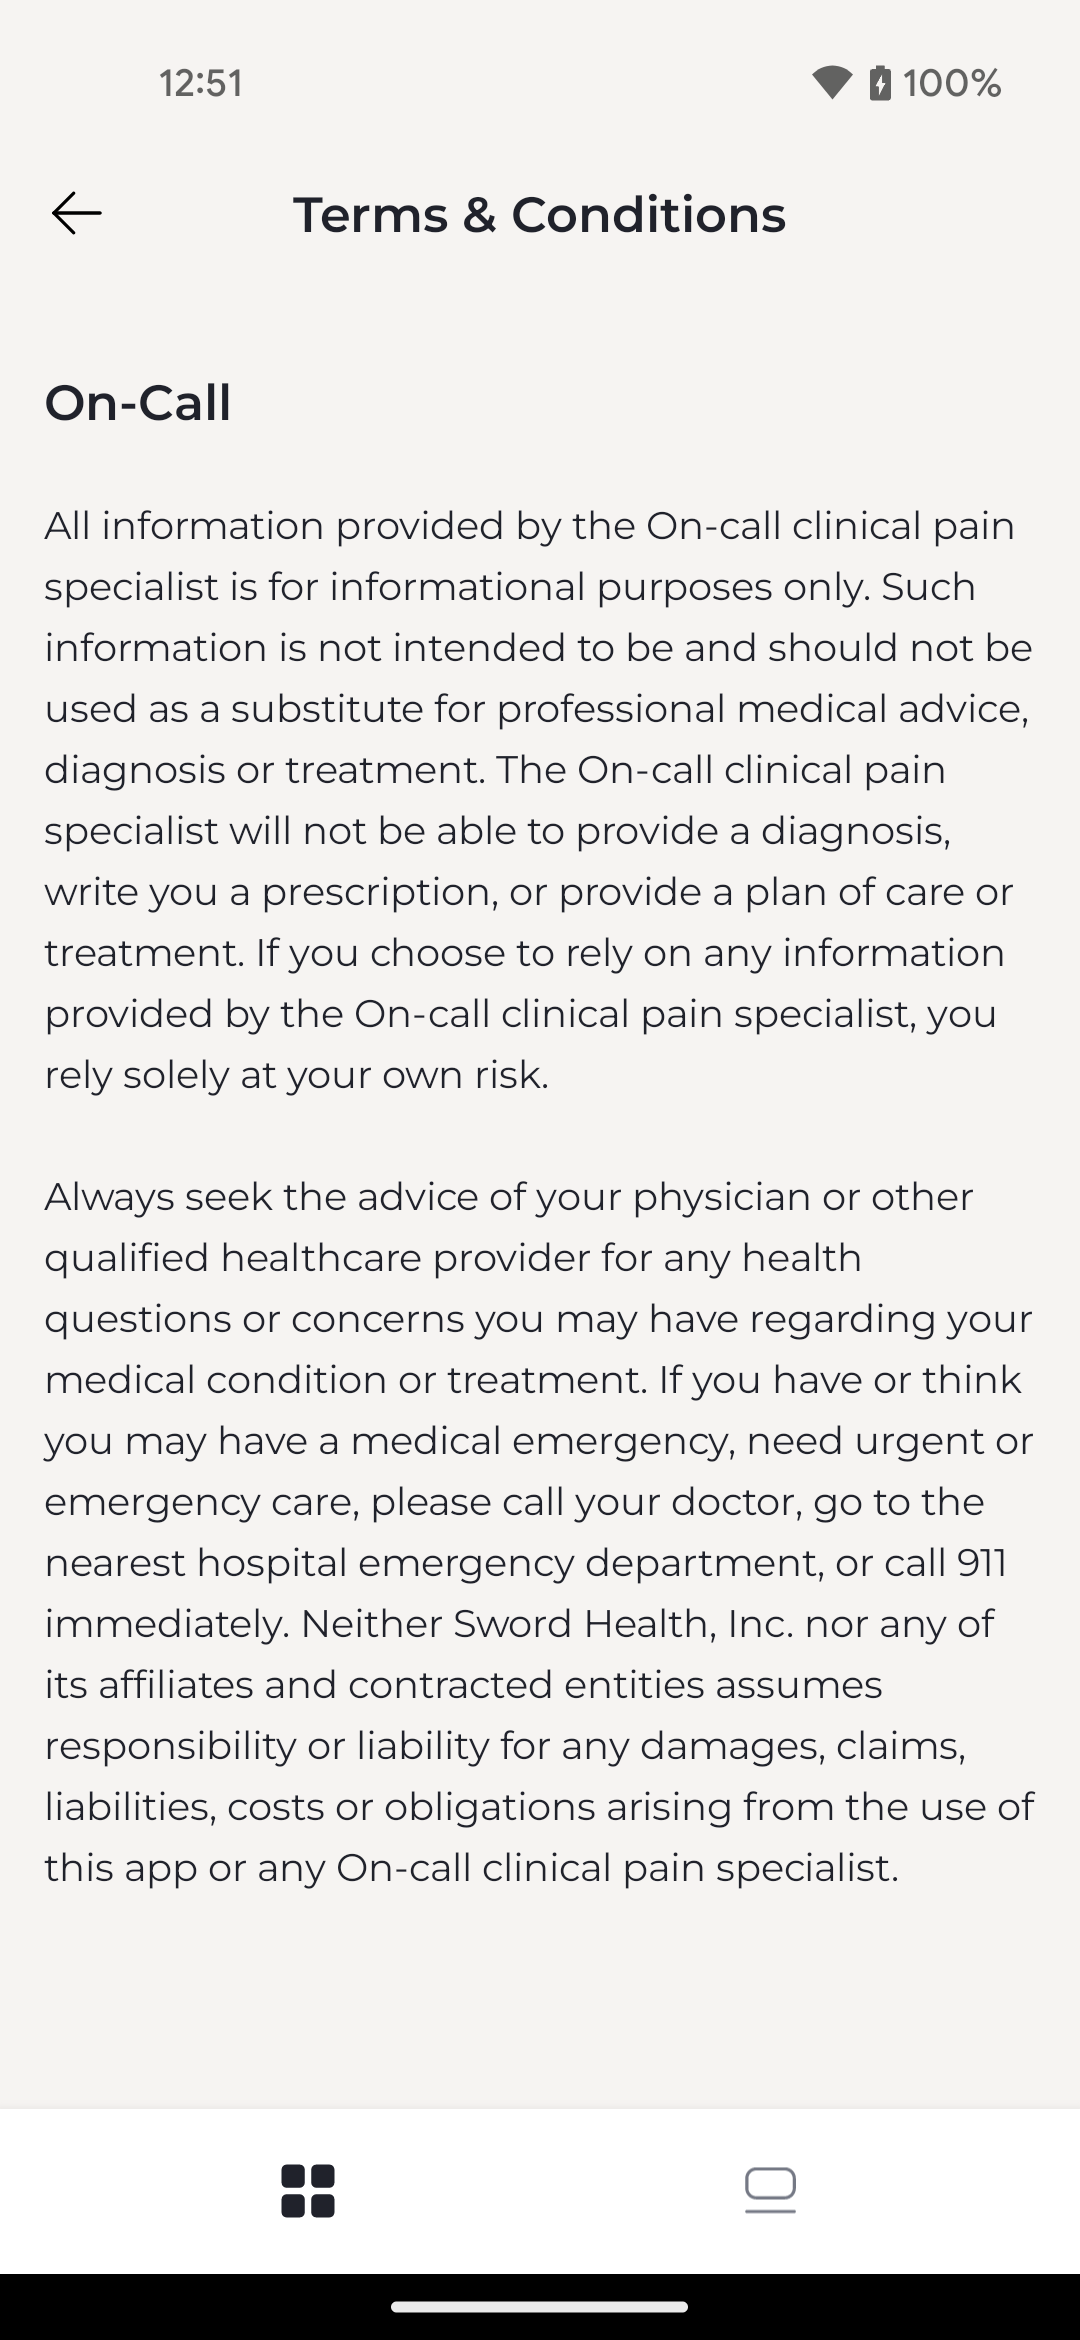 12:51
100%
Terms & Conditions
On-Call
All information provided by the On-call clinical pain
specialist is for informational purposes only. Such
information is not intended to be and should not be
used as a substitute for professional medical advice,
diagnosis or treatment. The On-call clinical pain
specialist will not be able to provide a diagnosis,
write you a prescription, or provide a plan of care or
treatment. If you choose to rely on any information
provided by the On-call clinical pain specialist, you
rely solely at your own risk.
Always seek the advice of your physician or other
qualified healthcare provider for any health
questions or concerns you may have regarding your
medical condition or treatment. If you have or think
you may have a medical emergency, need urgent or
emergency care, please call your doctor, go to the
nearest hospital emergency department, or call 911
immediately. Neither Sword Health, Inc. nor any of
its affiliates and contracted entities assumes
responsibility or liability for any damages, claims,
liabilities, costs or obligations arising from the use of
this app or any On-call clinical pain specialist.